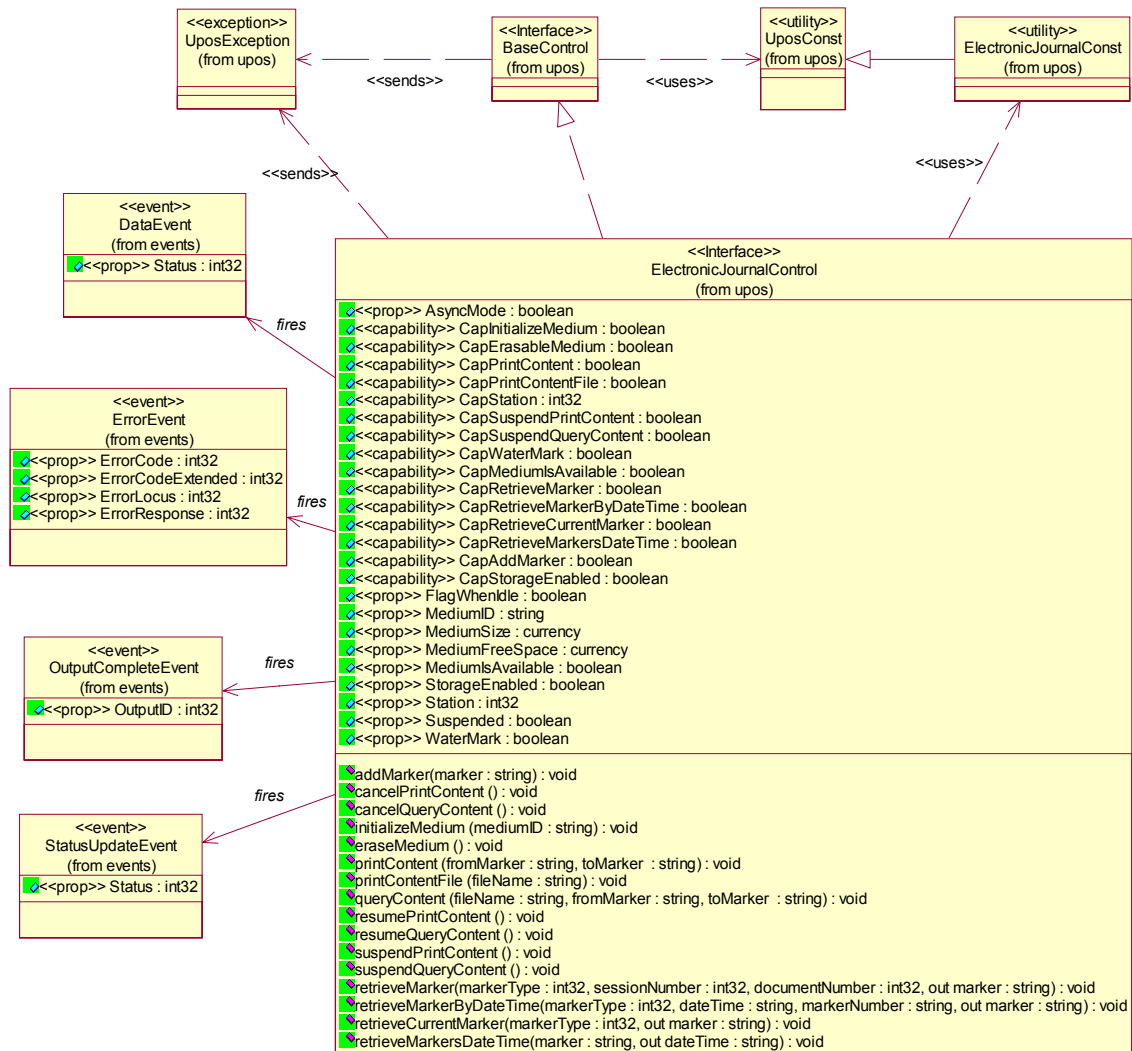 <<exception>>
UposException
(from upos)
<<Interface>>
BaseControl
(from upos)
<<utility>>
UposConst
(from upos)
<<utility>>
ElectronicJournalConst
(from upos)
<<sends>>
<<uses>>
<<sends>>
<<uses>>
<<event>>
DataEvent
(from events)
<<prop>> Status : int32
fires
<<event>>
ErrorEvent
(from events)
<<prop>> ErrorCode : int32
<<prop>> ErrorCodeExtended : int32
<<prop>> ErrorLocus : int32
<<prop>> ErrorResponse : int32
fires
<<event>>
OutputCompleteEvent
(from events)
<<prop>> OutputID : int32
fires
<<event>>
StatusUpdateEvent
(from events)
<<prop>> Status : int32
fires
<<Interface>>
ElectronicJournalControl
(from upos)
<<prop>> AsyncMode : boolean
<<capability>> CapInitializeMedium : boolean
<<capability>> CapErasableMedium : boolean
<<capability>> CapPrintContent : boolean
<<capability>> CapPrintContentFile : boolean
<<capability>> CapStation : int32
<<capability>> CapSuspendPrintContent : boolean
<<capability>> CapSuspendQueryContent : boolean
<<capability>> CapWaterMark : boolean
<<capability>> CapMediumIsAvailable : boolean
<<capability>> CapRetrieveMarker : boolean
<<capability>> CapRetrieveMarkerByDateTime : boolean
<<capability>> CapRetrieveCurrentMarker : boolean
<<capability>> CapRetrieveMarkersDateTime : boolean
<<capability>> CapAddMarker : boolean
<<capability>> CapStorageEnabled : boolean
<<prop>> FlagWhenIdle : boolean
<<prop>> MediumID : string
<<prop>> MediumSize : currency
<<prop>> MediumFreeSpace : currency
<<prop>> MediumIsAvailable : boolean
<<prop>> StorageEnabled : boolean
<<prop>> Station : int32
<<prop>> Suspended : boolean
<<prop>> WaterMark : boolean
addMarker(marker : string) : void
cancelPrintContent () : void
cancelQueryContent () : void
initializeMedium (mediumID : string) : void
eraseMedium () : void
printContent (fromMarker : string, toMarker : string) : void
printContentFile (fileName : string) : void
queryContent (fileName : string, fromMarker : string, toMarker : string) : void
resumePrintContent () : void
resumeQueryContent () : void
suspendPrintContent () : void
suspendQueryContent () : void
retrieveMarker(markerType : int32, sessionNumber : int32, documentNumber : int32, out marker : string) : void
retrieveMarkerByDateTime(markerType : int32, dateTime : string, markerNumber : string, out marker : string) : void
retrieveCurrentMarker(markerType : int32, out marker : string) : void
retrieveMarkersDateTime(marker : string, out dateTime : string) : void